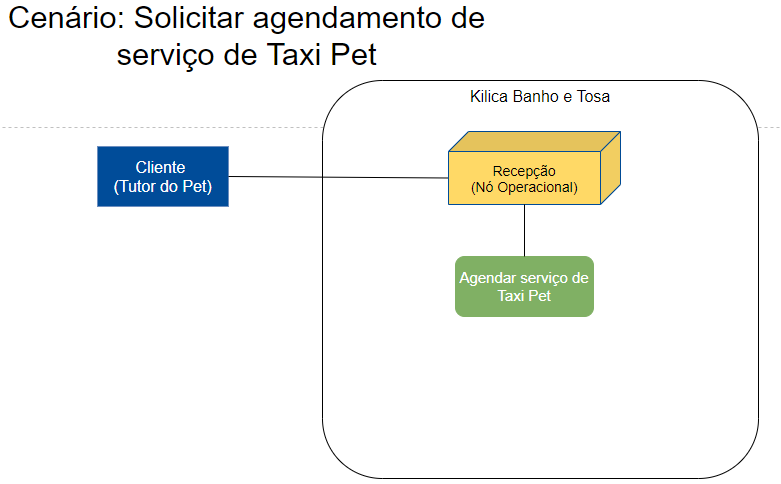 Cenário: Solicitar agendamento de
serviço de Taxi Pet
Kilica Banho e Tosa
Cliente
(Tutor do Pet)
Recepção
(Nó Operacional)
Agendar serviço de
Taxi Pet